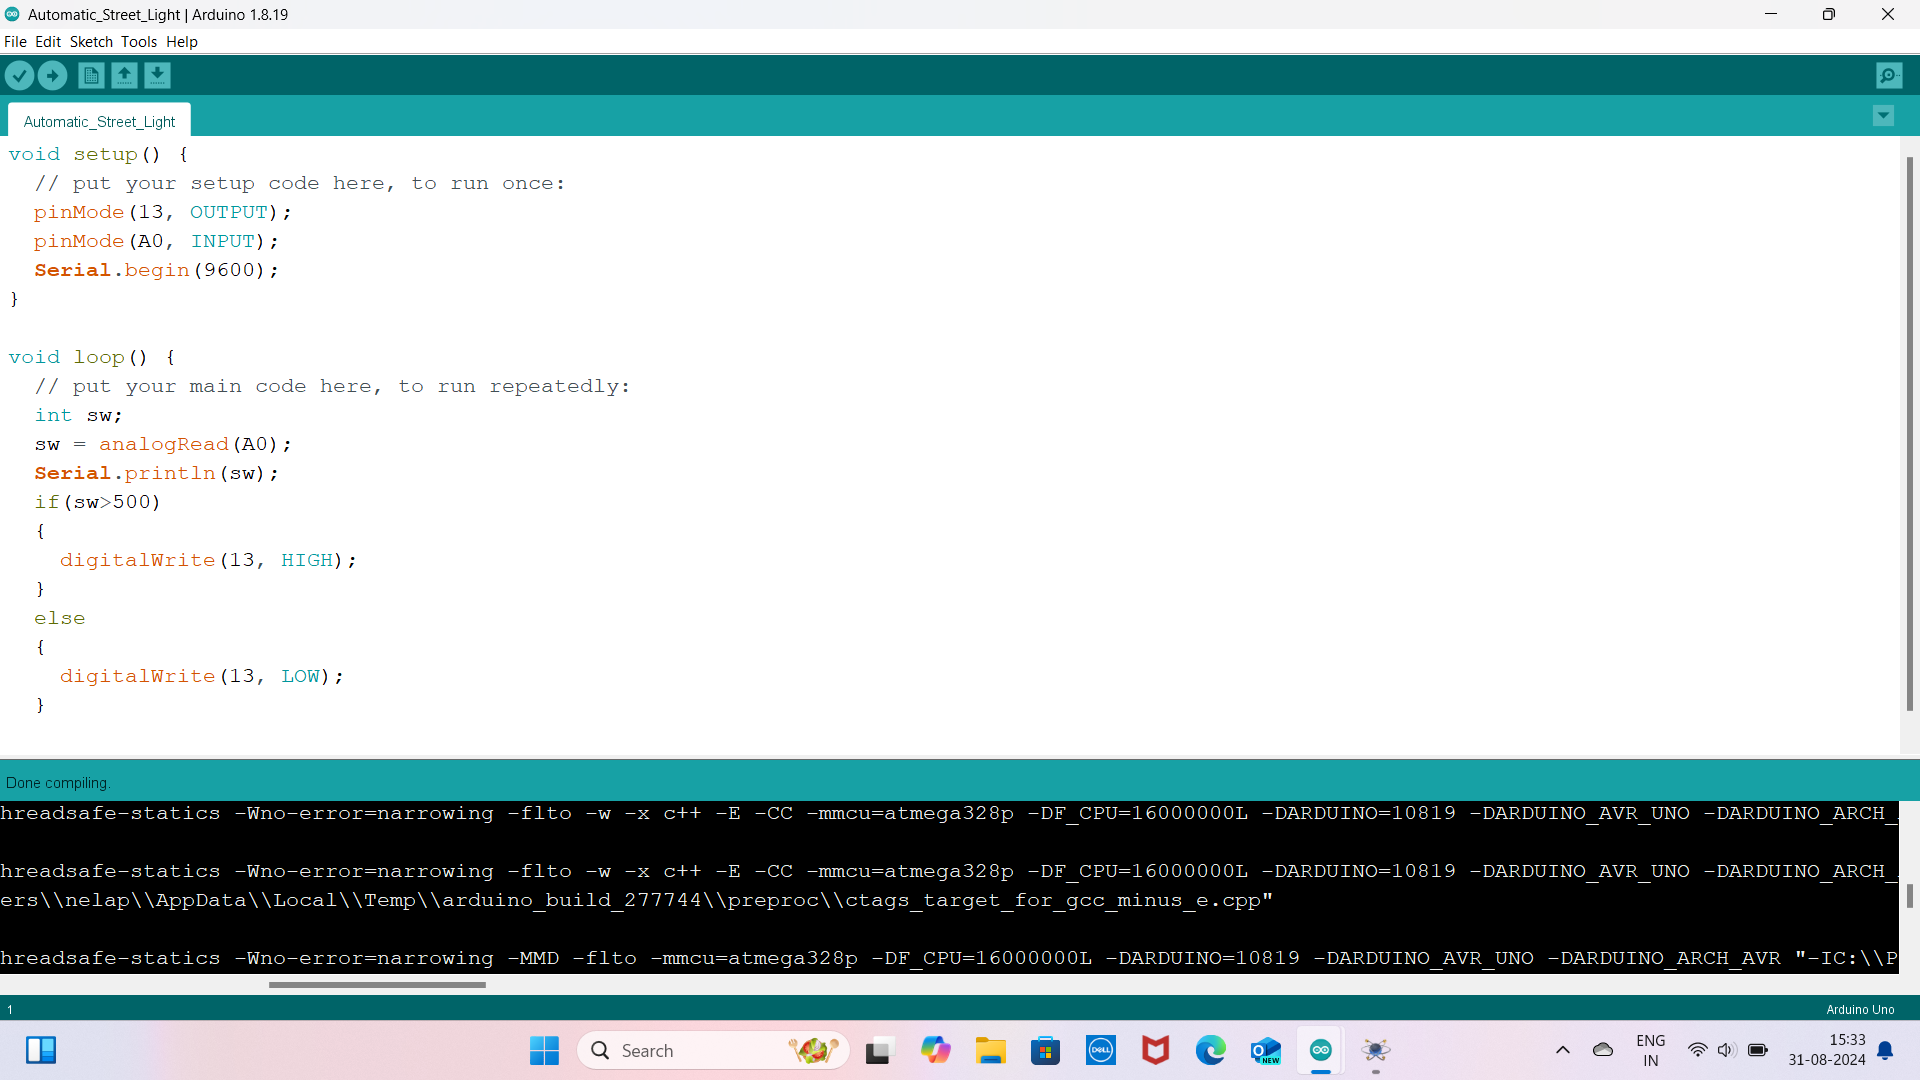 Automatic_Street_Light | Arduino 1.8.19
File Edit Sketch Tools Help
Automatic_Street_Light
void setup() {
  // put your setup code here, to run once:
  pinMode(13, OUTPUT);
  pinMode(A0, INPUT);
  Serial.begin(9600);
}
void loop() {
  // put your main code here, to run repeatedly:
  int sw;
  sw = analogRead(A0);
  Serial.println(sw);
  if(sw>500)
  {
    digitalWrite(13, HIGH);
  }
  else
  {
    digitalWrite(13, LOW);
  }
Done compiling.
hreadsafe-statics -Wno-error=narrowing -flto -w -x c++ -E -CC -mmcu=atmega328p -DF_CPU=16000000L -DARDUINO=10819 -DARDUINO_AVR_UNO -DARDUINO_ARCH_
hreadsafe-statics -Wno-error=narrowing -flto -w -x c++ -E -CC -mmcu=atmega328p -DF_CPU=16000000L -DARDUINO=10819 -DARDUINO_AVR_UNO -DARDUINO_ARCH_
ers\\nelap\\AppData\\Local\\Temp\\arduino_build_277744\\preproc\\ctags_target_for_gcc_minus_e.cpp"
hreadsafe-statics -Wno-error=narrowing -MMD -flto -mmcu=atmega328p -DF_CPU=16000000L -DARDUINO=10819 -DARDUINO_AVR_UNO -DARDUINO_ARCH_AVR "-IC:\\P
1
Arduino Uno
Search
DELL
NEW
ENG
IN
15:33
31-08-2024